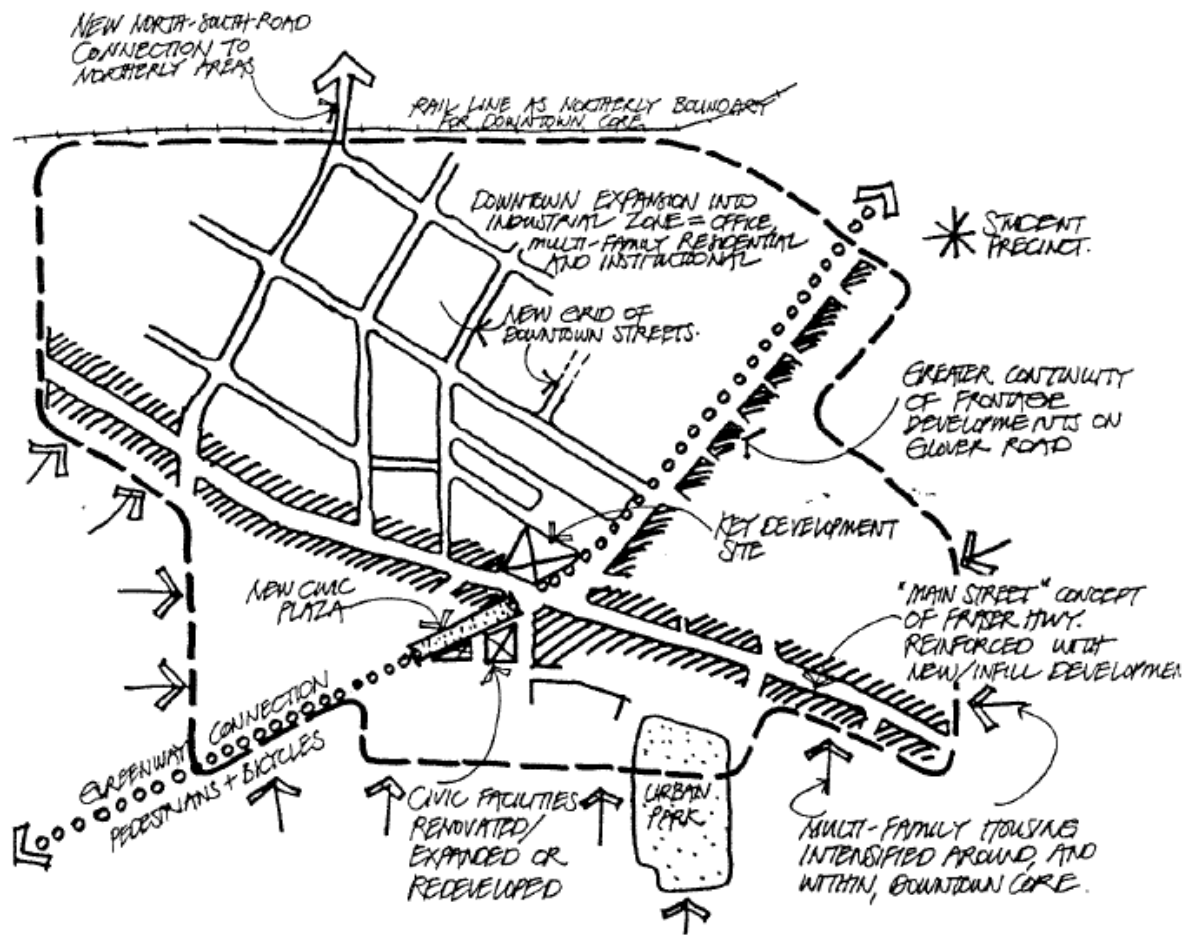 NEW NORTH-SOUTH-ROAD
CONNECTION TO
NORTHERLY AREAS
RAIL LINE AS NORTHERLY BOUNDARY
FOR DOWNTOWN CORE
DOWNTOWN EXPANSION INTO
INDUSTRIAL ZONE = OFFICE,
MULTI-FAMILY RESIDENTIAL
AND INSTITUTIONAL
STUDENT
PRECINCT.
NEW GRID OF
DOWNTOWN STREETS.
GREATER CONTINUITY
OF FRONTAGE
DEVELOPMENTS ON
GLOVER ROAD
KEY DEVELOPMENT
SITE
NEW CIVIC
PLAZA
"MAIN STREET" CONCEPT
OF FRASER HWY.
REINFORCED WITH
NEW/INFILL DEVELOPMEN
GREENWAY CONNECTION
PEDESTRIANS + BICYCLES
CIVIC FACILITIES
RENOVATED/
EXPANDED OR
REDEVELOPED
URBAN
PARK
MULTI-FAMILY HOUSING
INTENSIFIED AROUND, AND
WITHIN, DOWNTOWN CORE.